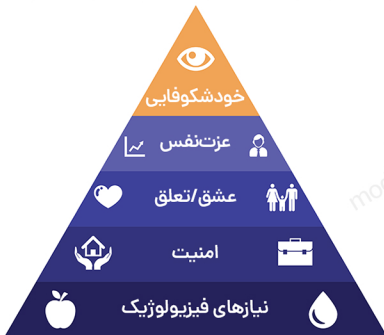 خودشکوفایی
عزت‌نفس
عشق/تعلق
امنیت
نیازهای فیزیولوژیک